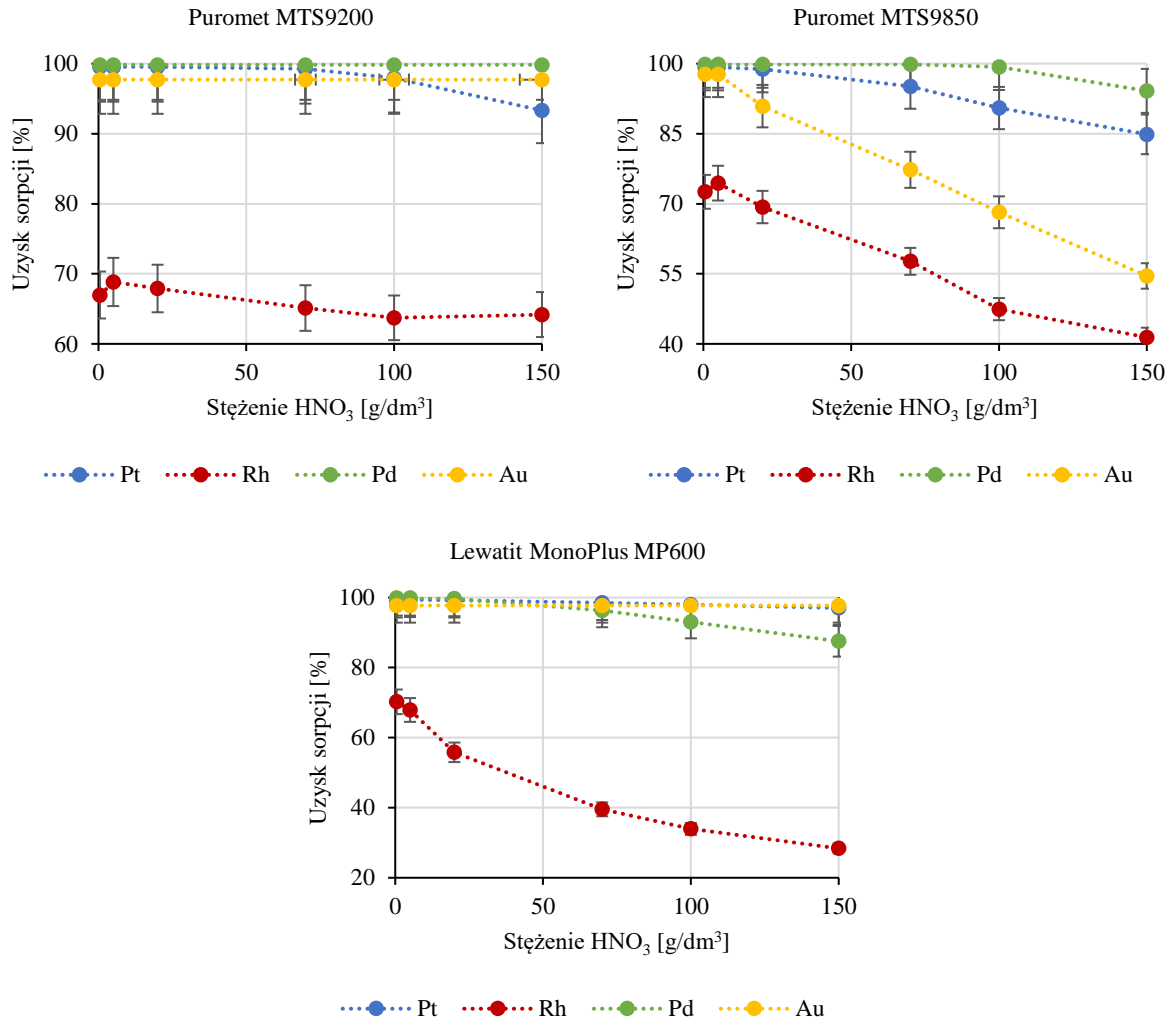 Puromet MTS9200
Uzysk sorpcji [%]
100
90
80
70
60
0
50
100
150
Stężenie HNO₃ [g/dm³]
Pt
Rh
Pd
Au
Puromet MTS9850
Uzysk sorpcji [%]
100
85
70
55
40
0
50
100
150
Stężenie HNO₃ [g/dm³]
Pt
Rh
Pd
Au
Lewatit MonoPlus MP600
Uzysk sorpcji [%]
100
80
60
40
20
0
50
100
150
Stężenie HNO₃ [g/dm³]
Pt
Rh
Pd
Au